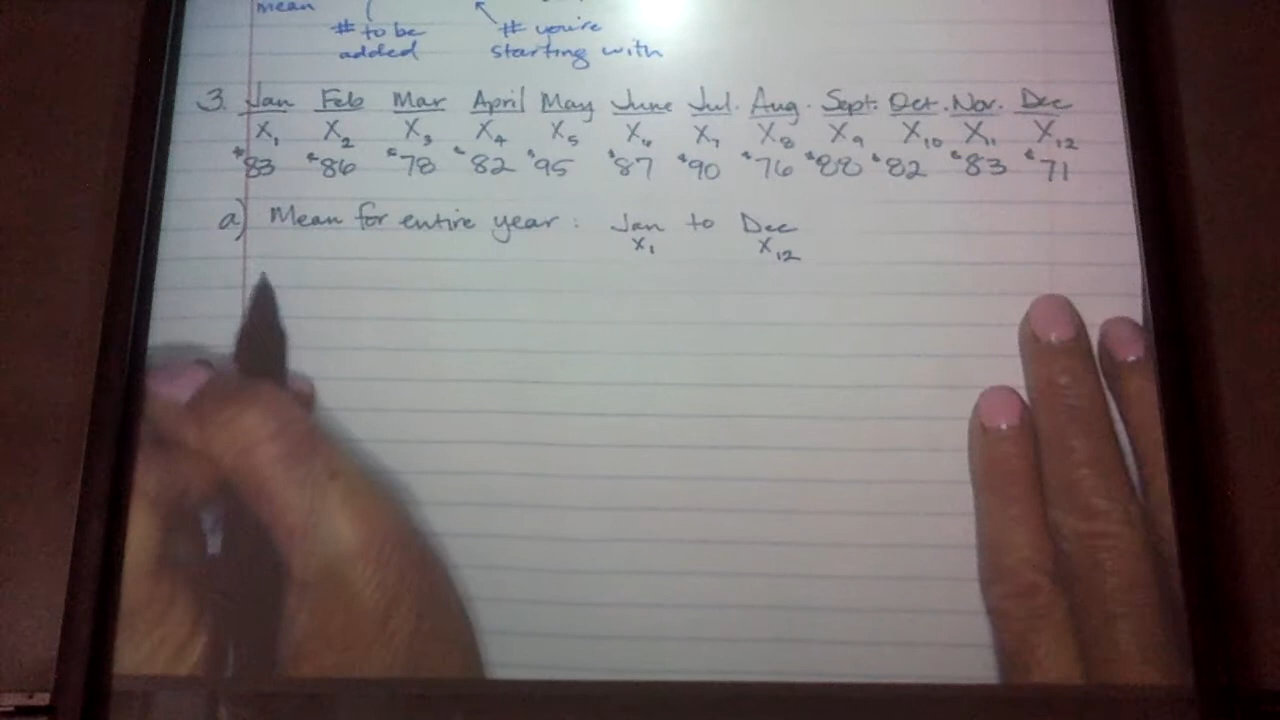 mean
# to be # you're
added starting with
3. Jan Feb Mar April May June Jul. Aug. Sept. Oct. Nov. Dec
X₁ X₂ X₃ X₄ X₅ X₆ X₇ X₈ X₉ X₁₀ X₁₁ X₁₂
$83 $86 $78 $82 $95 $87 $90 $76 $88 $82 $83 $71
a) Mean for entire year: Jan to Dec
X₁ X₁₂